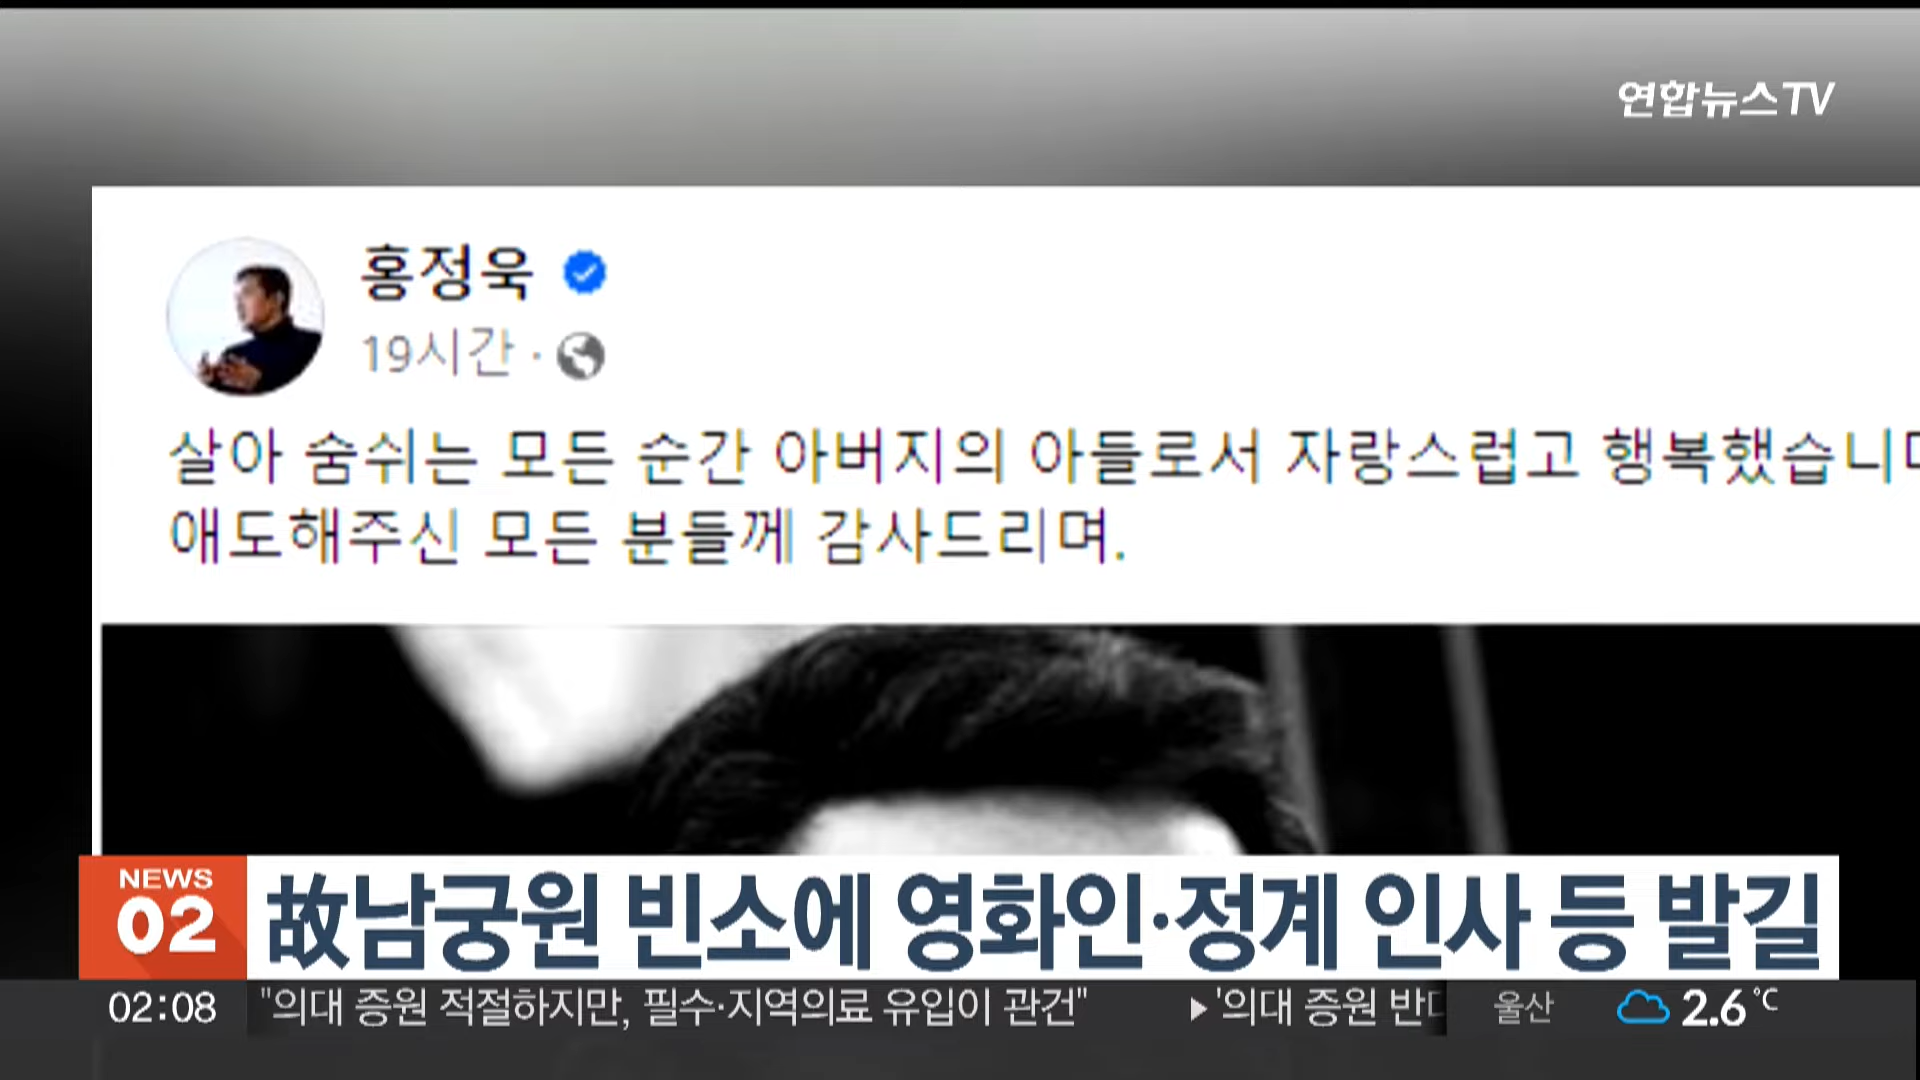 연합뉴스TV
홍정욱
19시간 ·
살아 숨쉬는 모든 순간 아버지의 아들로서 자랑스럽고 행복했습니
애도해주신 모든 분들께 감사드리며.
NEWS
02
故남궁원 빈소에 영화인·정계 인사 등 발길
02:08
"의대 증원 적절하지만, 필수·지역의료 유입이 관건"
▶'의대 증원 반
울산
2.6℃